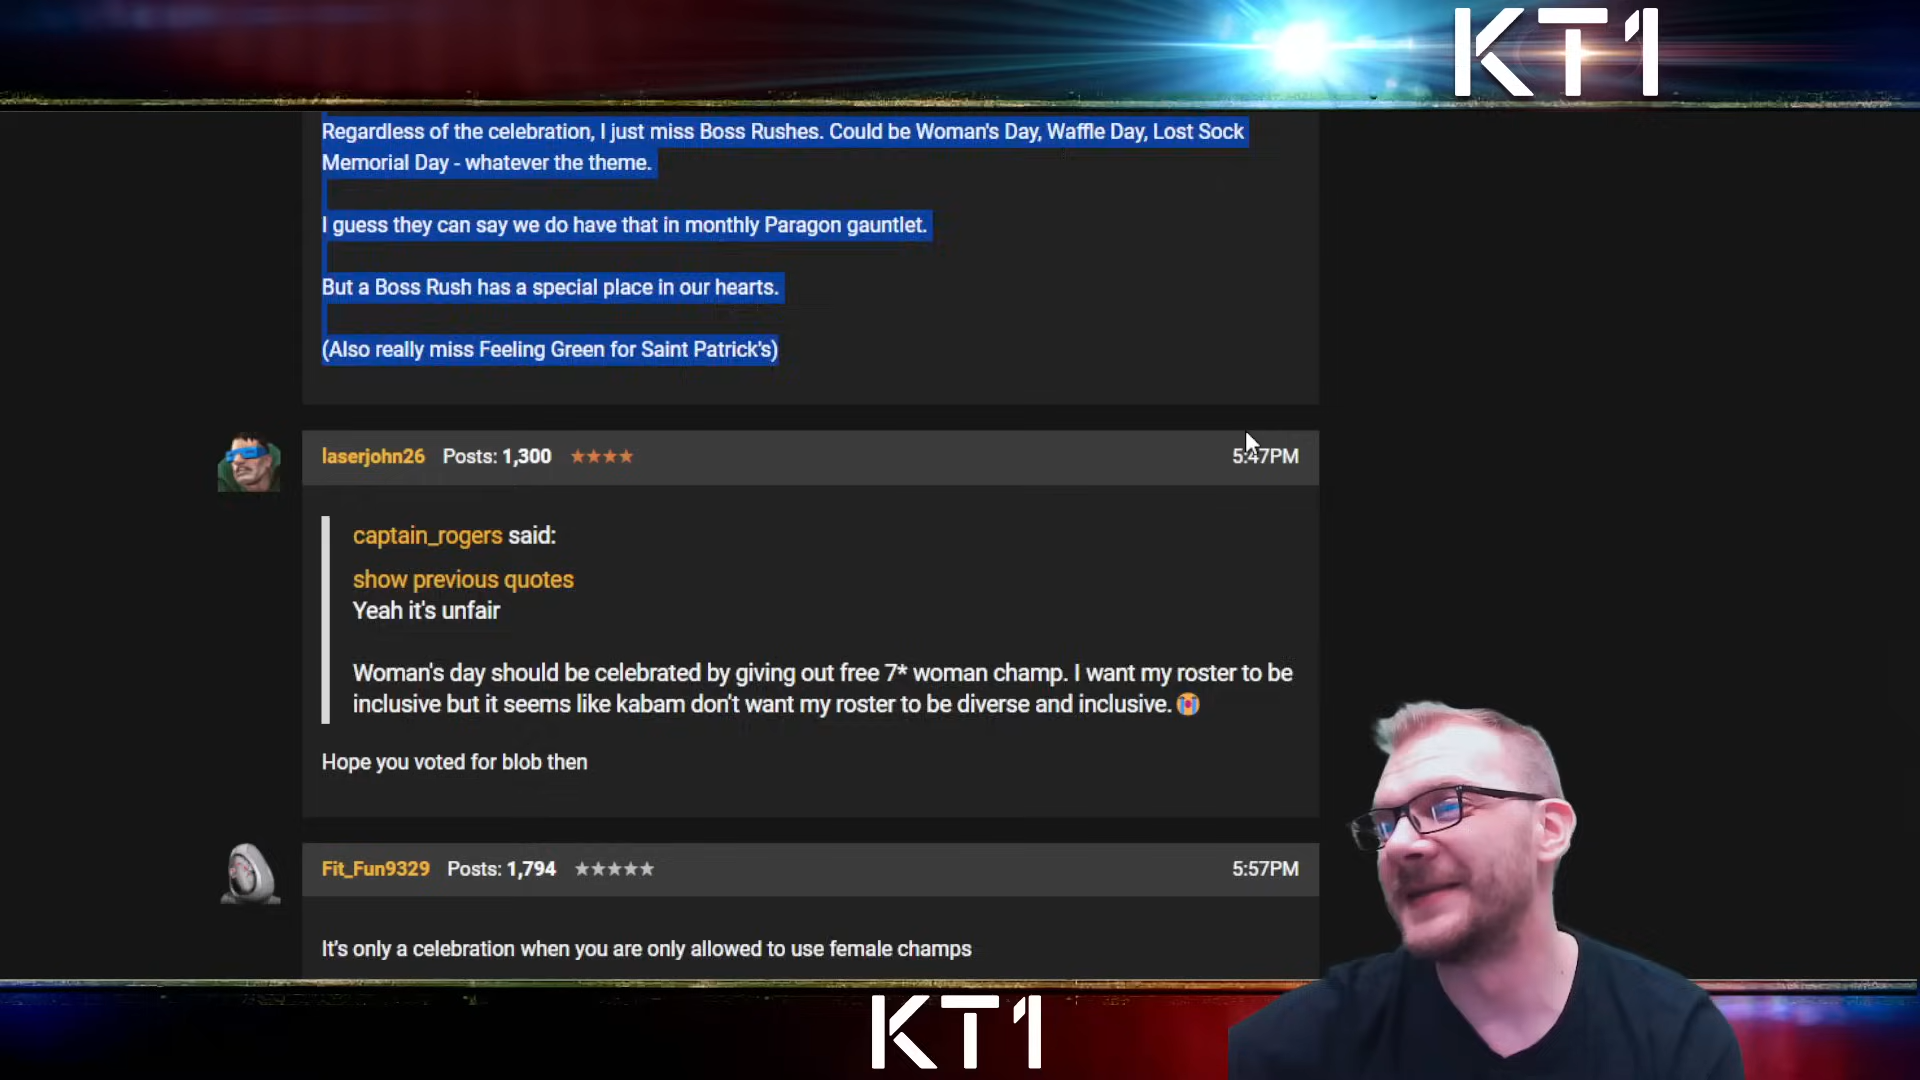 KT1
Regardless of the celebration, I just miss Boss Rushes. Could be Woman's Day, Waffle Day, Lost Sock
Memorial Day - whatever the theme.
I guess they can say we do have that in monthly Paragon gauntlet.
But a Boss Rush has a special place in our hearts.
(Also really miss Feeling Green for Saint Patrick's)
laserjohn26 Posts: 1,300 ★★★★ 5:47PM
captain_rogers said:
show previous quotes
Yeah it's unfair
Woman's day should be celebrated by giving out free 7* woman champ. I want my roster to be
inclusive but it seems like kabam don't want my roster to be diverse and inclusive. 😭
Hope you voted for blob then
Fit_Fun9329 Posts: 1,794 ★★★★★ 5:57PM
It's only a celebration when you are only allowed to use female champs
KT1